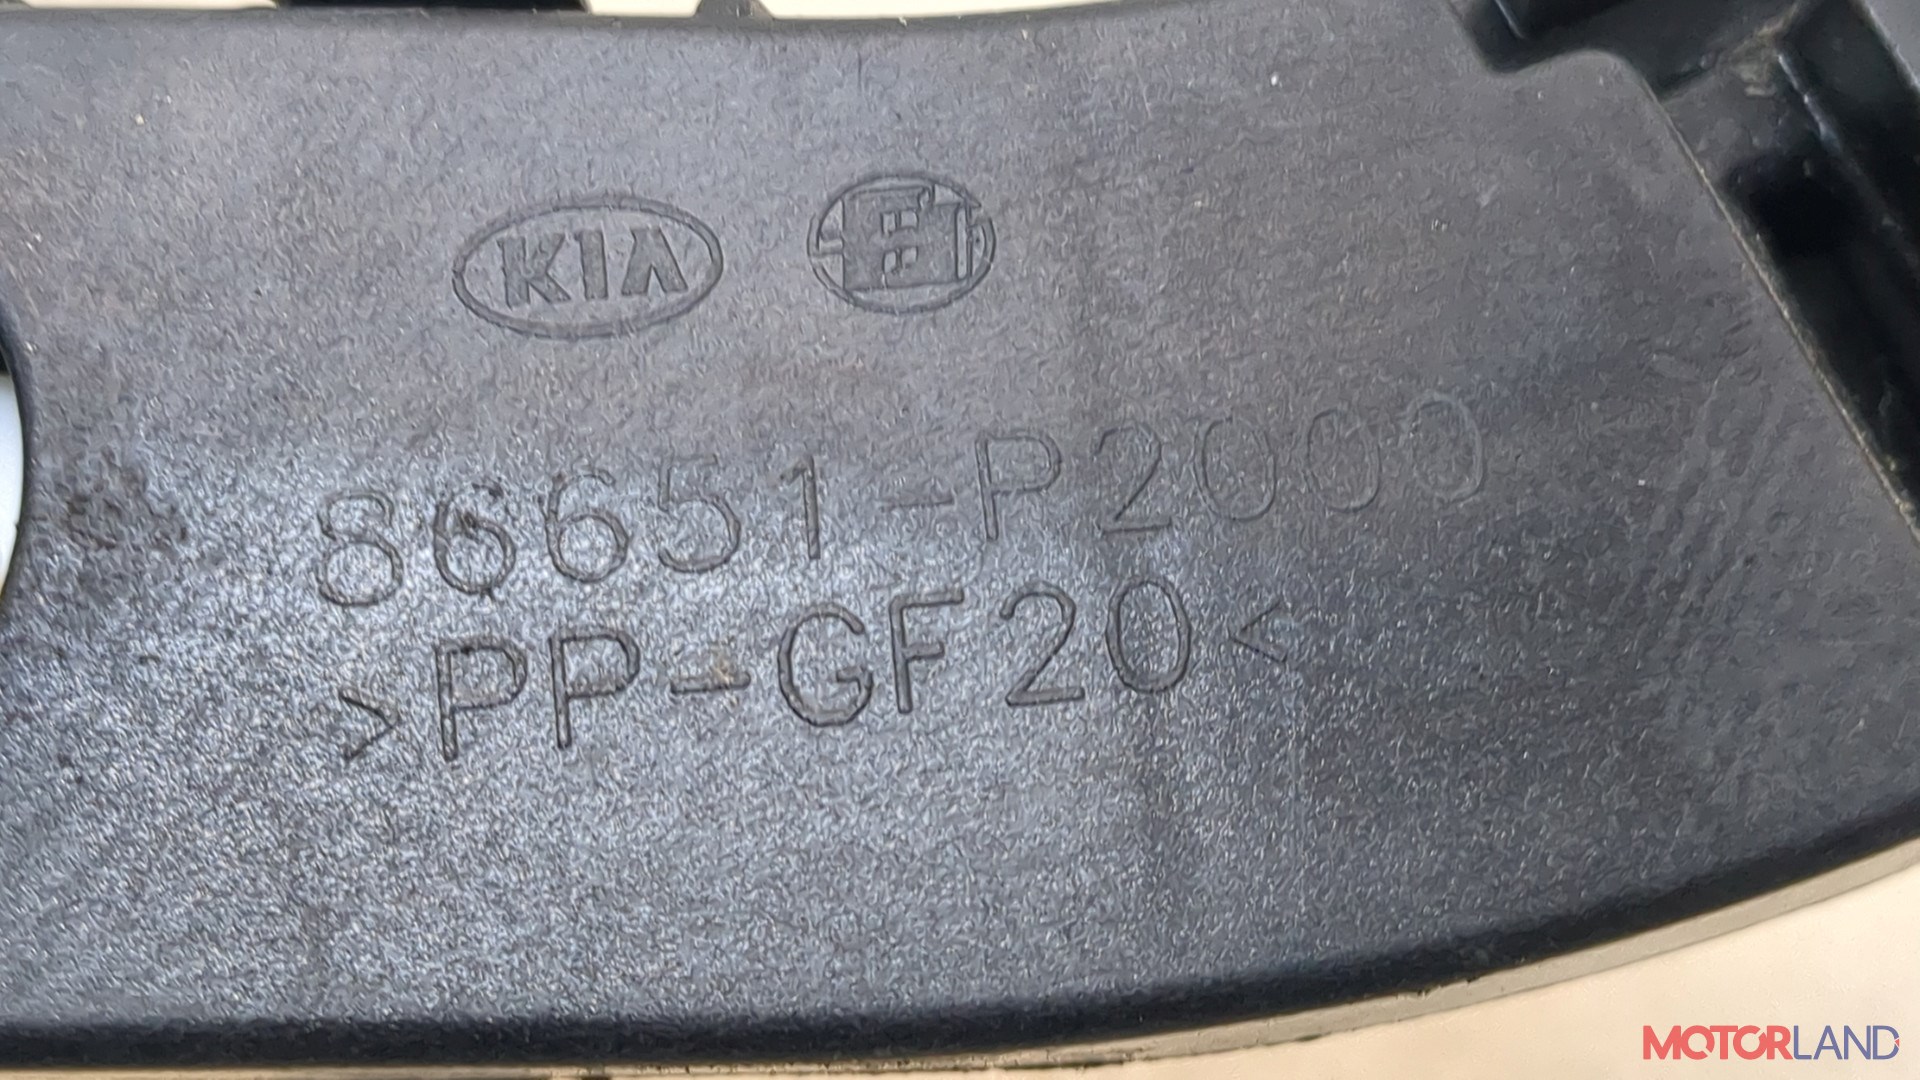 KIA
86651-P2000
>PP-GF20<
MOTORLAND